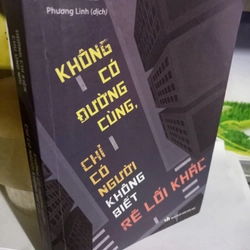 Phương Linh (dịch)
KHÔNG
CÓ
ĐƯỜNG
CÙNG,
CHỈ
CÓ
NGƯỜI
KHÔNG
BIẾT
RẼ LỐI KHÁC